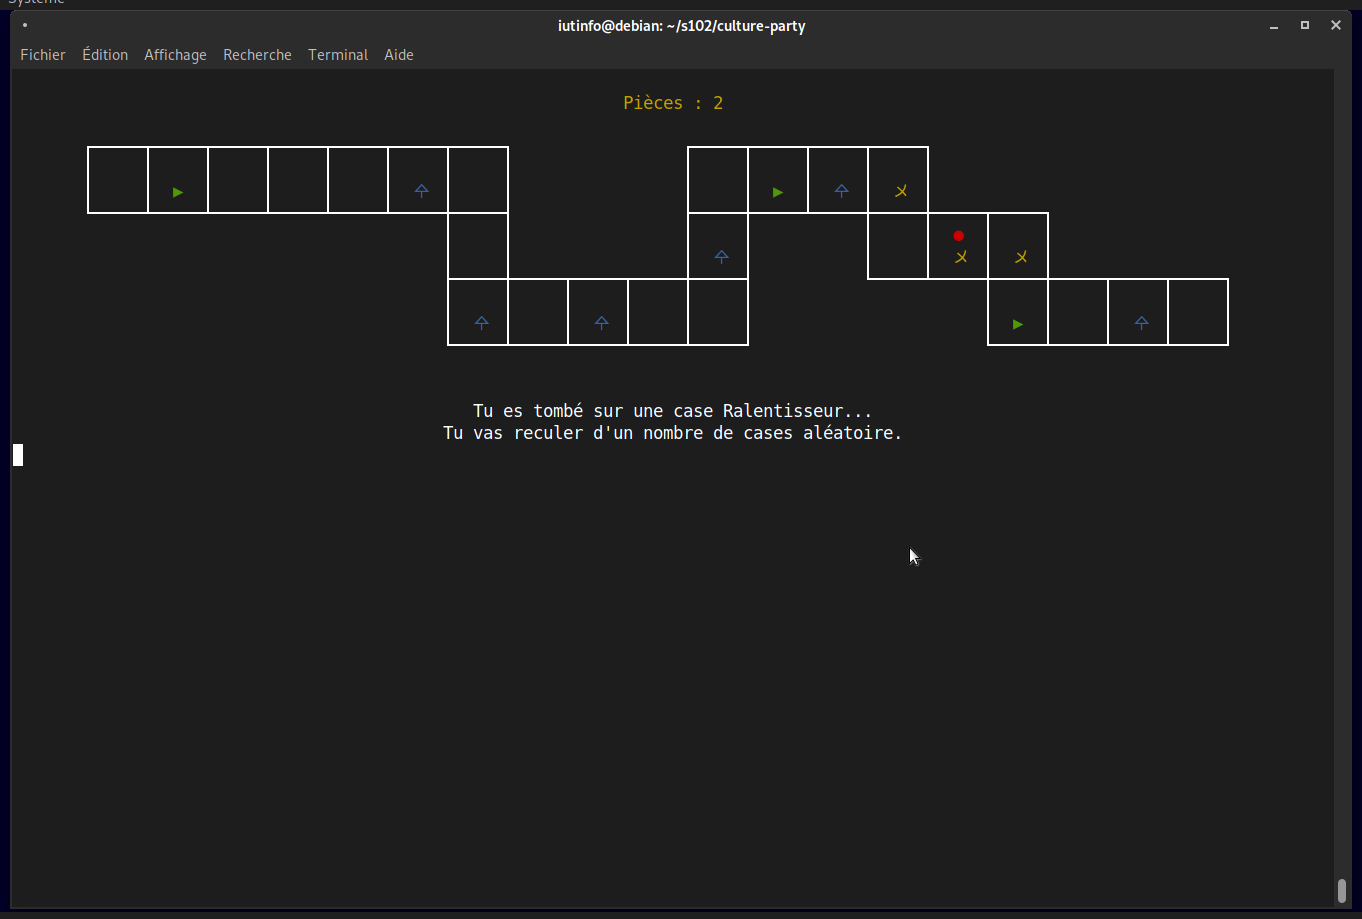 Système
iutinfo@debian: ~/s102/culture-party
Fichier Édition Affichage Recherche Terminal Aide
Pièces : 2
Tu es tombé sur une case Ralentisseur...
Tu vas reculer d'un nombre de cases aléatoire.